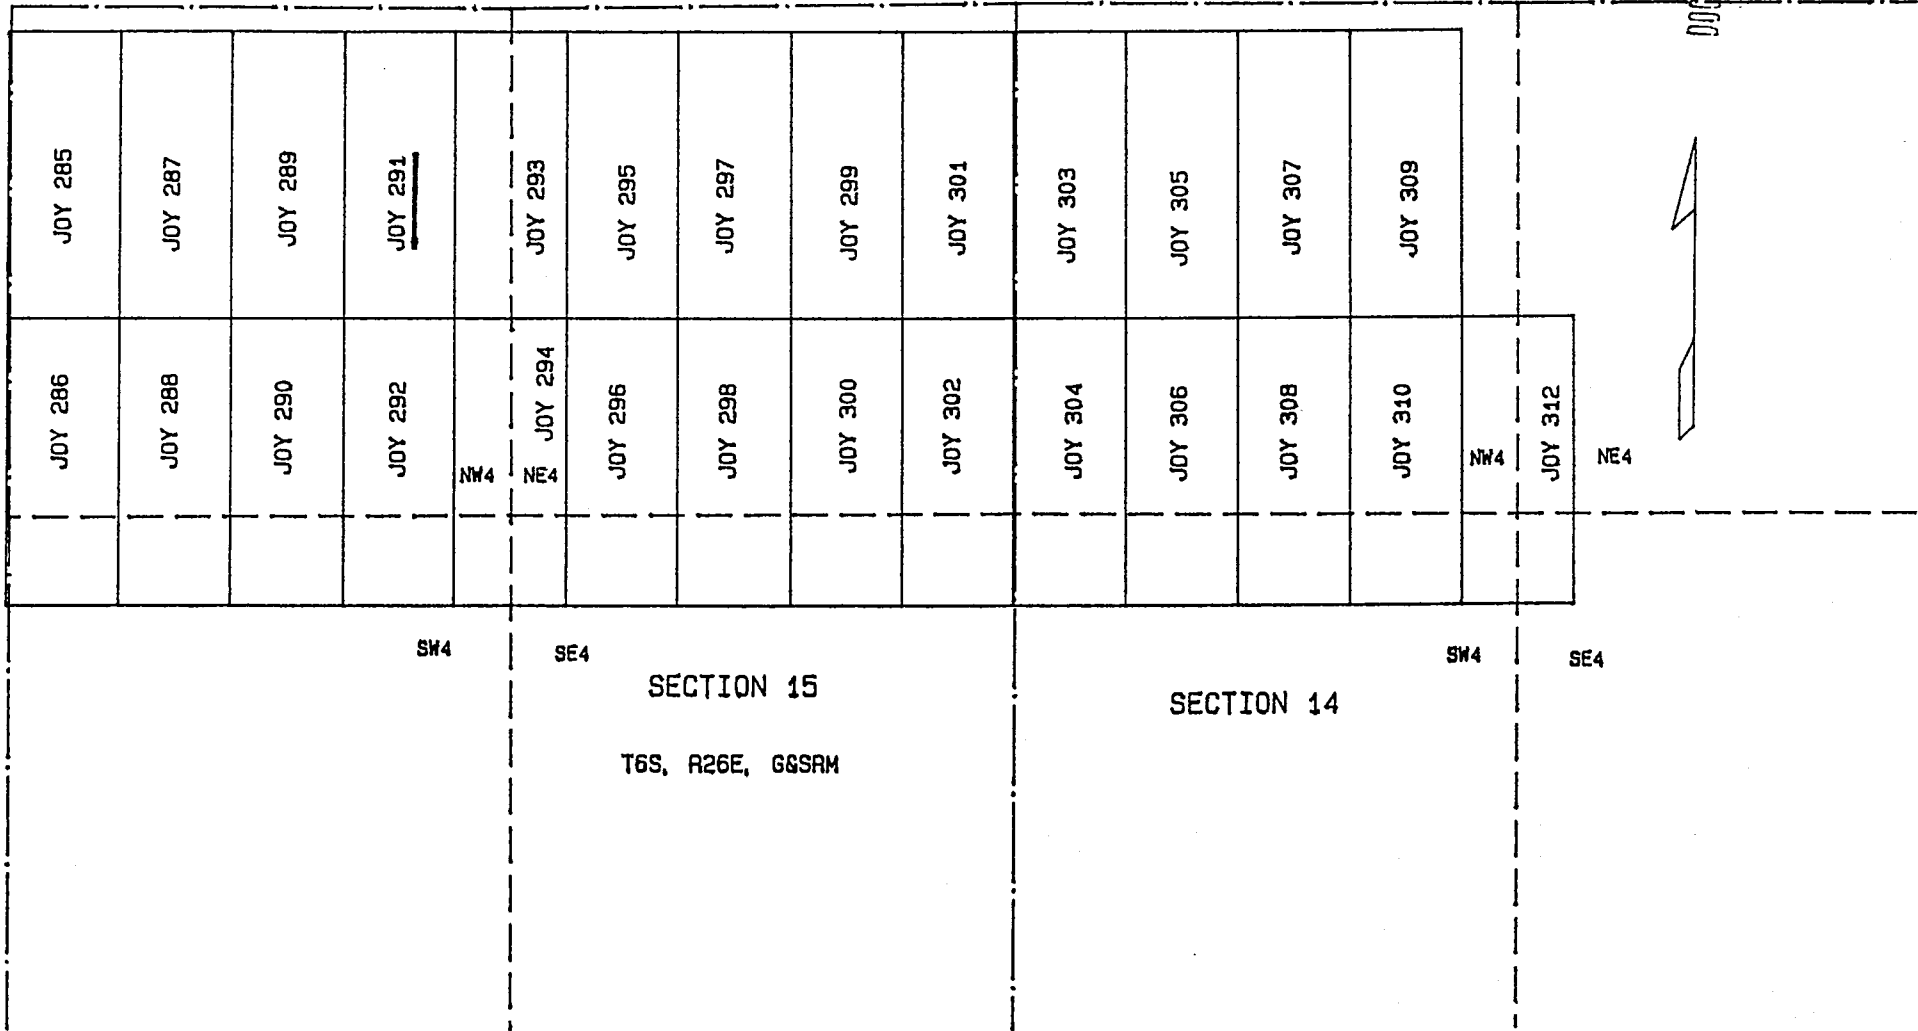 JOY 285
JOY 287
JOY 289
JOY 291
JOY 293
JOY 295
JOY 297
JOY 299
JOY 301
JOY 303
JOY 305
JOY 307
JOY 309
JOY 286
JOY 288
JOY 290
JOY 292
JOY 294
JOY 296
JOY 298
JOY 300
JOY 302
JOY 304
JOY 306
JOY 308
JOY 310
JOY 312
NW4
NE4
NW4
NE4
SW4
SE4
SW4
SE4
SECTION 15
SECTION 14
T6S, R26E, G&SRM